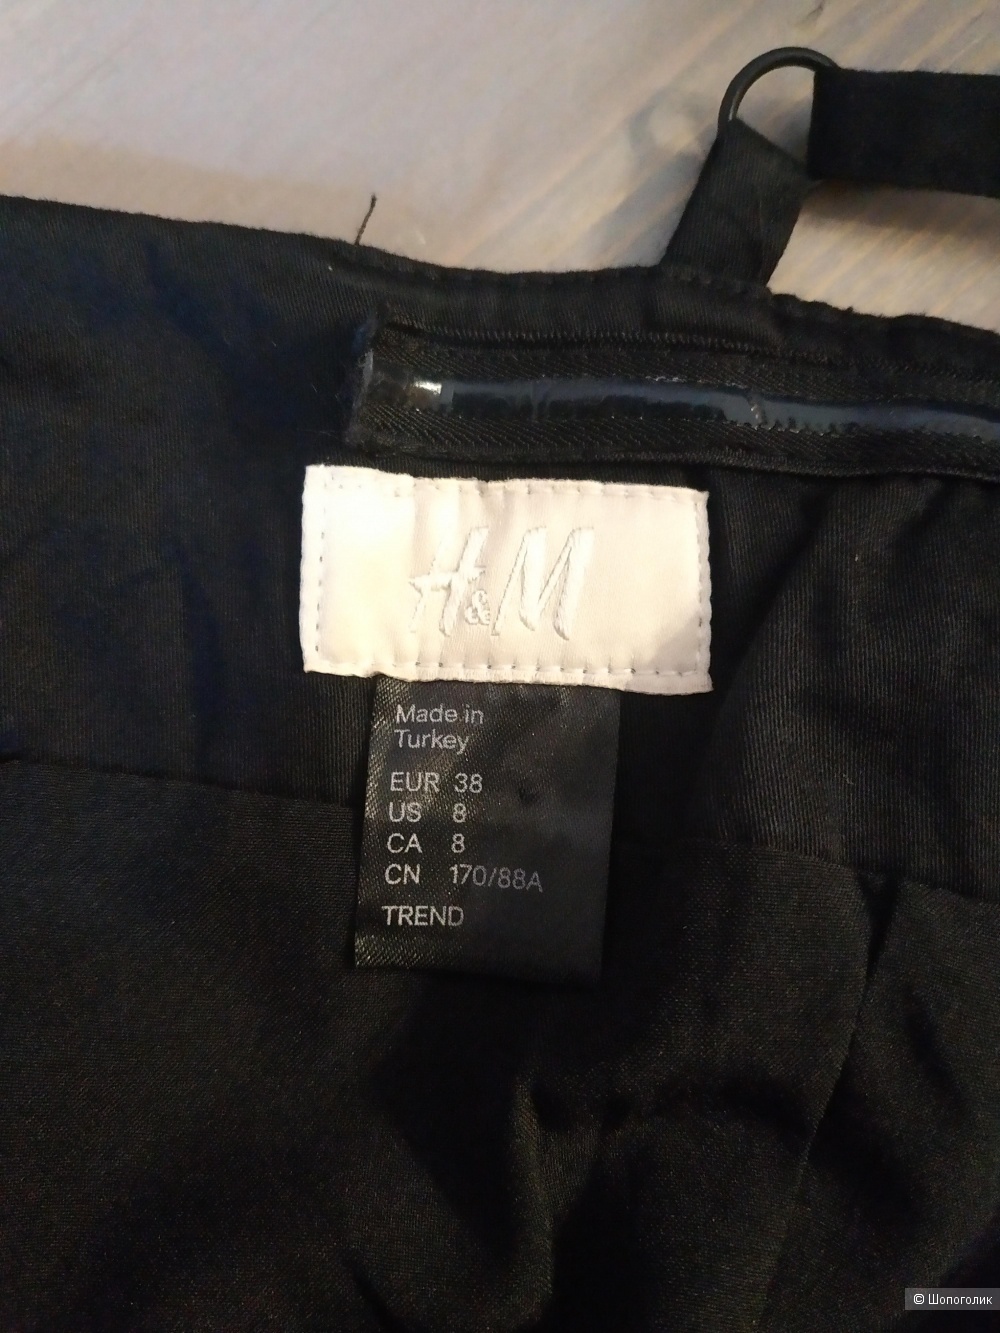 H&M
Made in
Turkey
EUR 38
US 8
CA 8
CN 170/88A
TREND
© Шопоголик